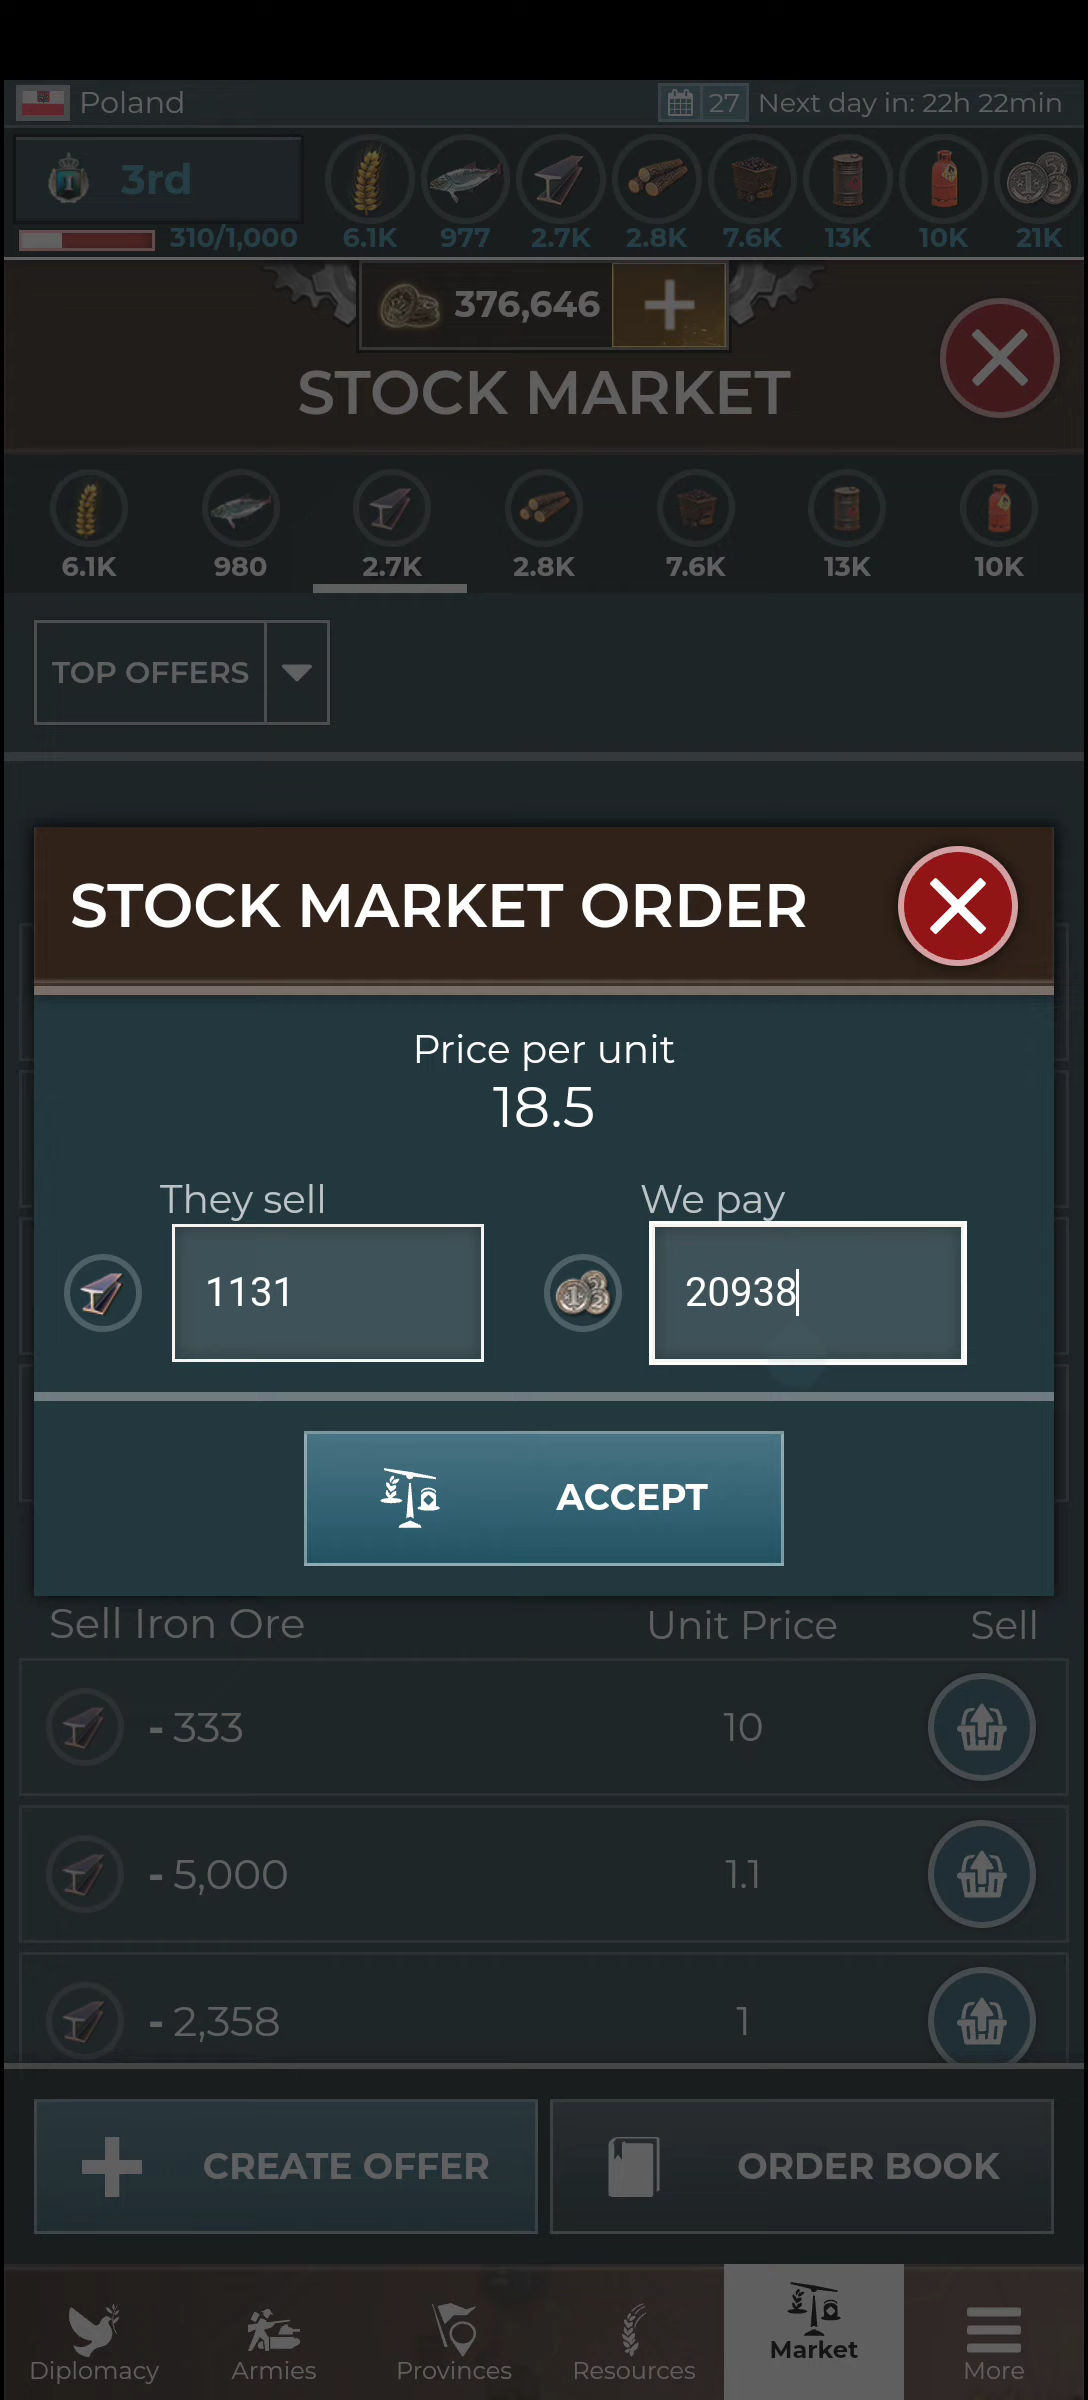 Poland
27
Next day in: 22h 22min
3rd
310/1,000
6.1K 977 2.7K 2.8K 7.6K 13K 10K 21K
376,646
STOCK MARKET
6.1K 980 2.7K 2.8K 7.6K 13K 10K
TOP OFFERS
STOCK MARKET ORDER
Price per unit
18.5
They sell We pay
1131 20938
ACCEPT
Sell Iron Ore Unit Price Sell
- 333 10
- 5,000 1.1
- 2,358 1
CREATE OFFER ORDER BOOK
Diplomacy Armies Provinces Resources Market More